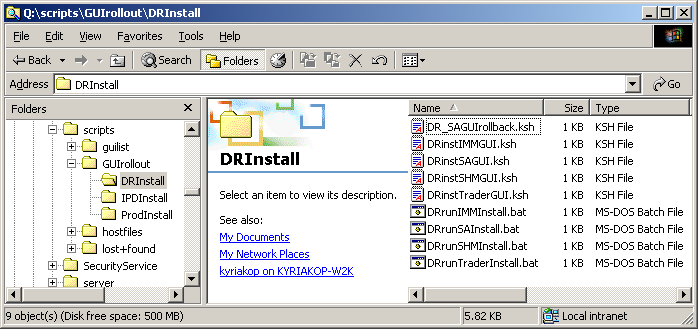 Q:\scripts\GUIrollout\DRInstall
File Edit View Favorites Tools Help
Back Search Folders
Address DRInstall Go
Folders
scripts
guilist
GUIrollout
DRInstall
IPDInstall
ProdInstall
hostfiles
lost+found
SecurityService
server
DRInstall
Select an item to view its description.
See also:
My Documents
My Network Places
kyriakop on KYRIAKOP-W2K
Name Size Type
DR_SAGUIrollback.ksh 1 KB KSH File
DRinstIMMGUI.ksh 1 KB KSH File
DRinstSAGUI.ksh 1 KB KSH File
DRinstSHMGUI.ksh 1 KB KSH File
DRinstTraderGUI.ksh 1 KB KSH File
DRrunIMMInstall.bat 1 KB MS-DOS Batch File
DRrunSAInstall.bat 1 KB MS-DOS Batch File
DRrunSHMInstall.bat 1 KB MS-DOS Batch File
DRrunTraderInstall.bat 1 KB MS-DOS Batch File
9 object(s) (Disk free space: 500 MB) 5.82 KB Local intranet